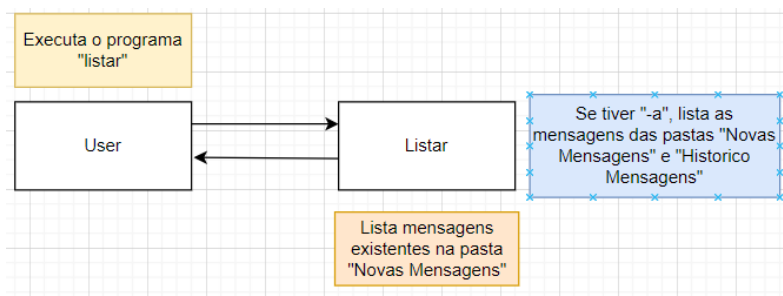 Executa o programa
"listar"
User
Listar
Se tiver "-a", lista as
mensagens das pastas "Novas
Mensagens" e "Historico
Mensagens"
Lista mensagens
existentes na pasta
"Novas Mensagens"